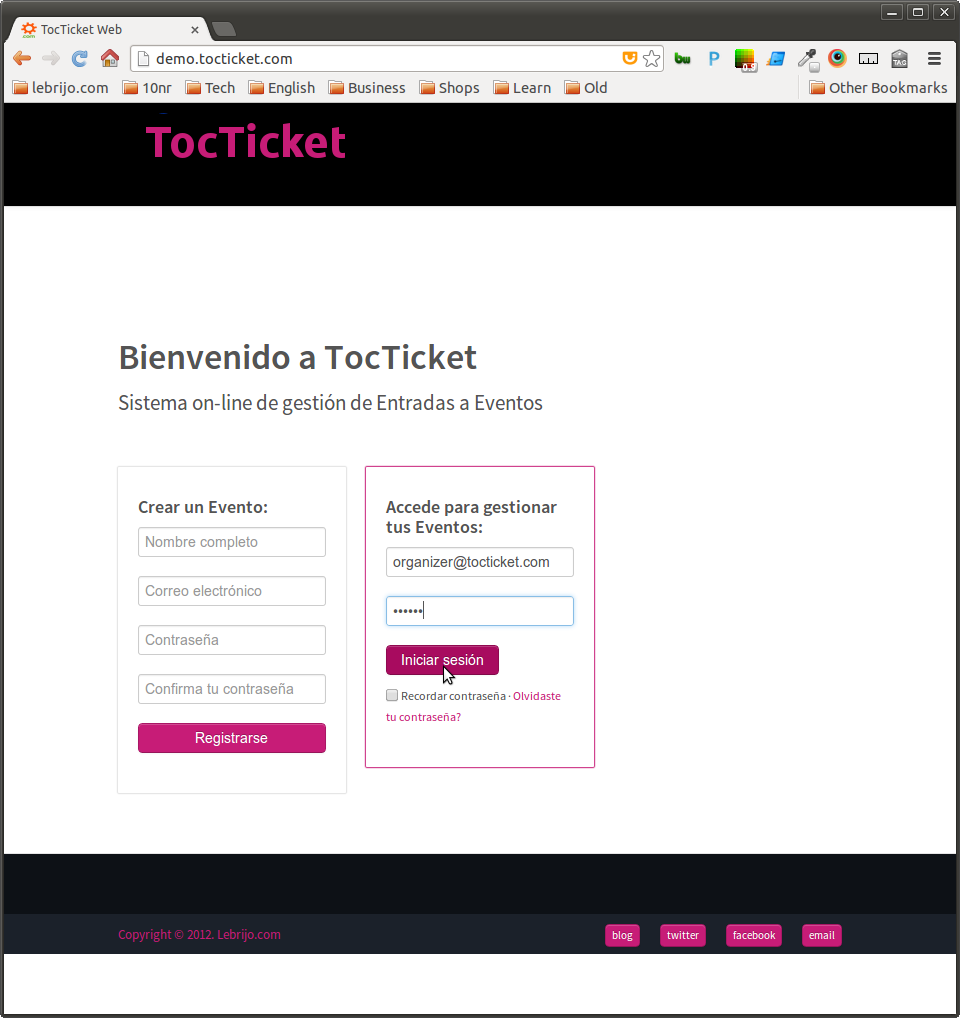 TocTicket Web
demo.tocticket.com
lebrijo.com 10nr Tech English Business Shops Learn Old Other Bookmarks
TocTicket
Bienvenido a TocTicket
Sistema on-line de gestión de Entradas a Eventos
Crear un Evento:
Nombre completo
Correo electrónico
Contraseña
Confirma tu contraseña
Registrarse
Accede para gestionar
tus Eventos:
organizer@tocticket.com
••••••
Iniciar sesión
Recordar contraseña · Olvidaste
tu contraseña?
Copyright © 2012. Lebrijo.com
blog twitter facebook email